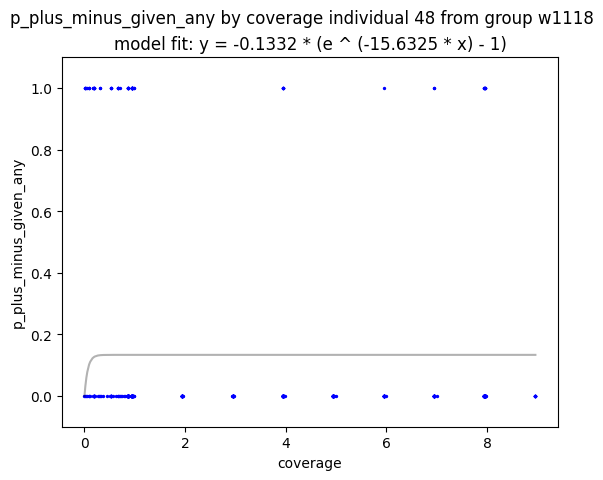 p_plus_minus_given_any by coverage individual 48 from group w1118
model fit: y = -0.1332 * (e ^ (-15.6325 * x) - 1)
1.0
0.8
0.6
0.4
0.2
0.0
p_plus_minus_given_any
0 2 4 6 8
coverage